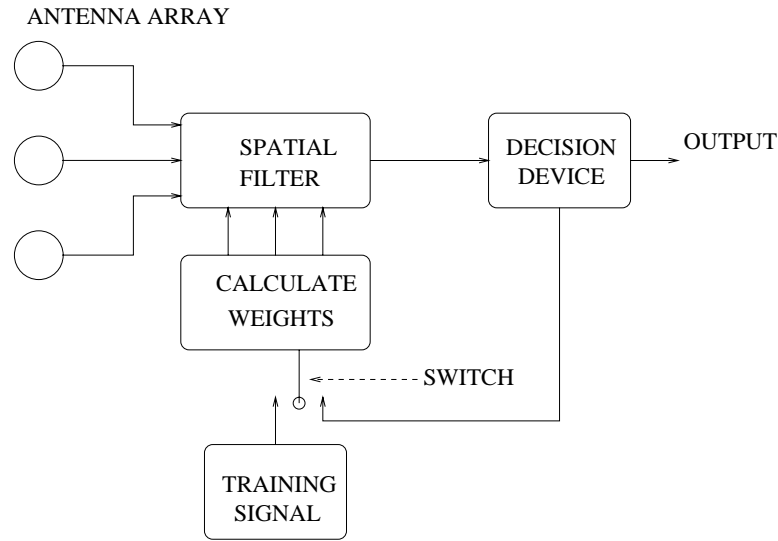 ANTENNA ARRAY
SPATIAL
FILTER
DECISION
DEVICE
OUTPUT
CALCULATE
WEIGHTS
SWITCH
TRAINING
SIGNAL